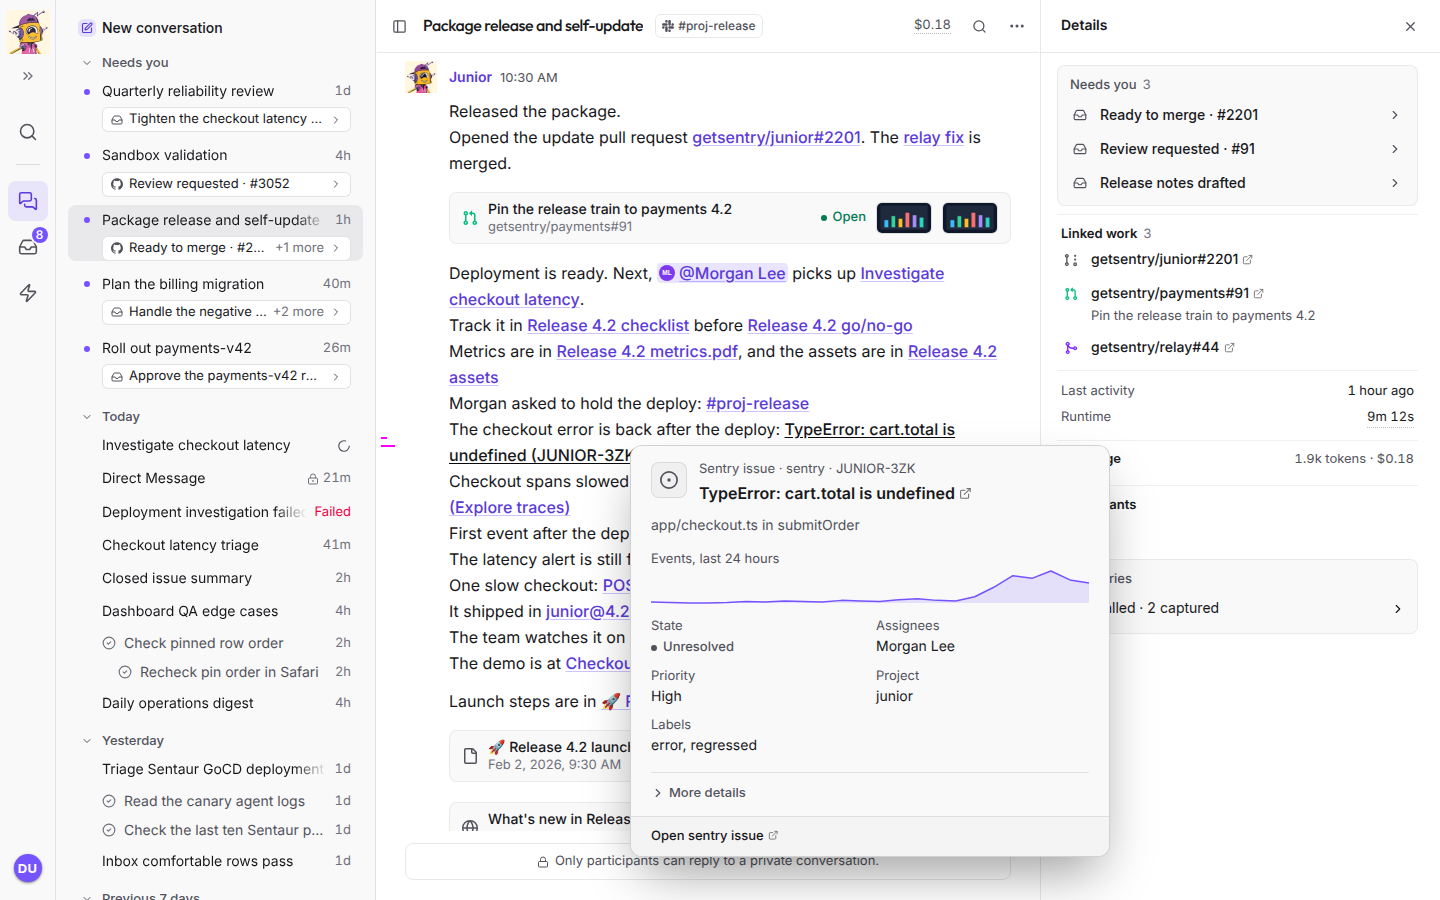 New conversation
Needs you
Quarterly reliability review 1d
Tighten the checkout latency ...
Sandbox validation 4h
Review requested · #3052
Package release and self-update 1h
Ready to merge · #2... +1 more
Plan the billing migration 40m
Handle the negative ... +2 more
Roll out payments-v42 26m
Approve the payments-v42 r...
Today
Investigate checkout latency
Direct Message 21m
Deployment investigation failed Failed
Checkout latency triage 41m
Closed issue summary 2h
Dashboard QA edge cases 4h
Check pinned row order 2h
Recheck pin order in Safari 2h
Daily operations digest 4h
Yesterday
Triage Sentaur GoCD deployment 1d
Read the canary agent logs 1d
Check the last ten Sentaur p... 1d
Inbox comfortable rows pass 1d
Previous 7 days
8
DU
Package release and self-update #proj-release $0.18
Junior 10:30 AM
Released the package.
Opened the update pull request getsentry/junior#2201. The relay fix is
merged.
Pin the release train to payments 4.2
getsentry/payments#91
Open
Deployment is ready. Next, ML @Morgan Lee picks up Investigate
checkout latency.
Track it in Release 4.2 checklist before Release 4.2 go/no-go
Metrics are in Release 4.2 metrics.pdf, and the assets are in Release 4.2
assets
Morgan asked to hold the deploy: #proj-release
The checkout error is back after the deploy: TypeError: cart.total is
undefined (JUNIOR-3ZK
Checkout spans slowed
(Explore traces)
First event after the dep
The latency alert is still f
One slow checkout: POS
It shipped in junior@4.2
The team watches it on
The demo is at Checkou
Launch steps are in 🚀
🚀 Release 4.2 launch
Feb 2, 2026, 9:30 AM
What's new in Releas
Only participants can reply to a private conversation.
Sentry issue · sentry · JUNIOR-3ZK
TypeError: cart.total is undefined
app/checkout.ts in submitOrder
Events, last 24 hours
State
Unresolved
Assignees
Morgan Lee
Priority
High
Project
junior
Labels
error, regressed
More details
Open sentry issue
Details
Needs you 3
Ready to merge · #2201
Review requested · #91
Release notes drafted
Linked work 3
getsentry/junior#2201
getsentry/payments#91
Pin the release train to payments 4.2
getsentry/relay#44
Last activity 1 hour ago
Runtime 9m 12s
ge 1.9k tokens · $0.18
ants
ries
lled · 2 captured